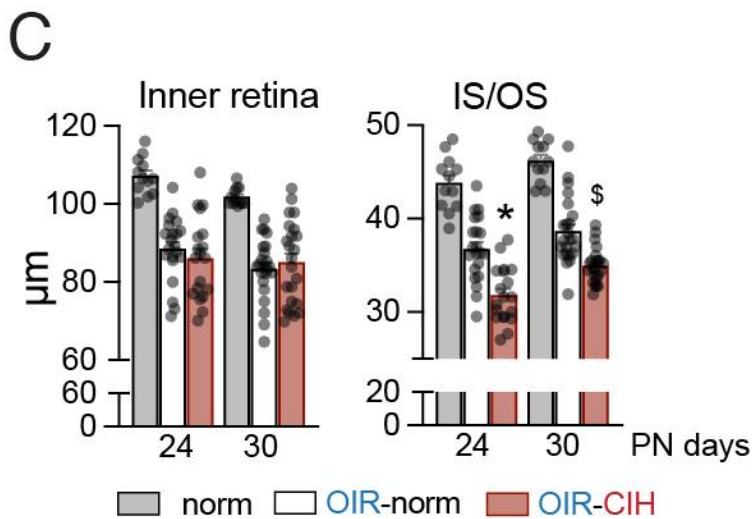 C
Inner retina
IS/OS
120
100
80
60
60
0
μm
50
40
30
20
0
*
$
24 30
24 30 PN days
norm OIR-norm OIR-CIH